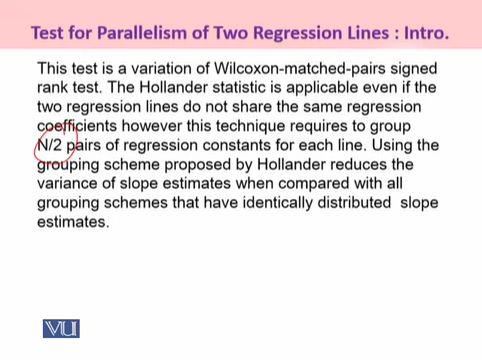 Test for Parallelism of Two Regression Lines : Intro.
This test is a variation of Wilcoxon-matched-pairs signed
rank test. The Hollander statistic is applicable even if the
two regression lines do not share the same regression
coefficients however this technique requires to group
N/2 pairs of regression constants for each line. Using the
grouping scheme proposed by Hollander reduces the
variance of slope estimates when compared with all
grouping schemes that have identically distributed slope
estimates.
VU